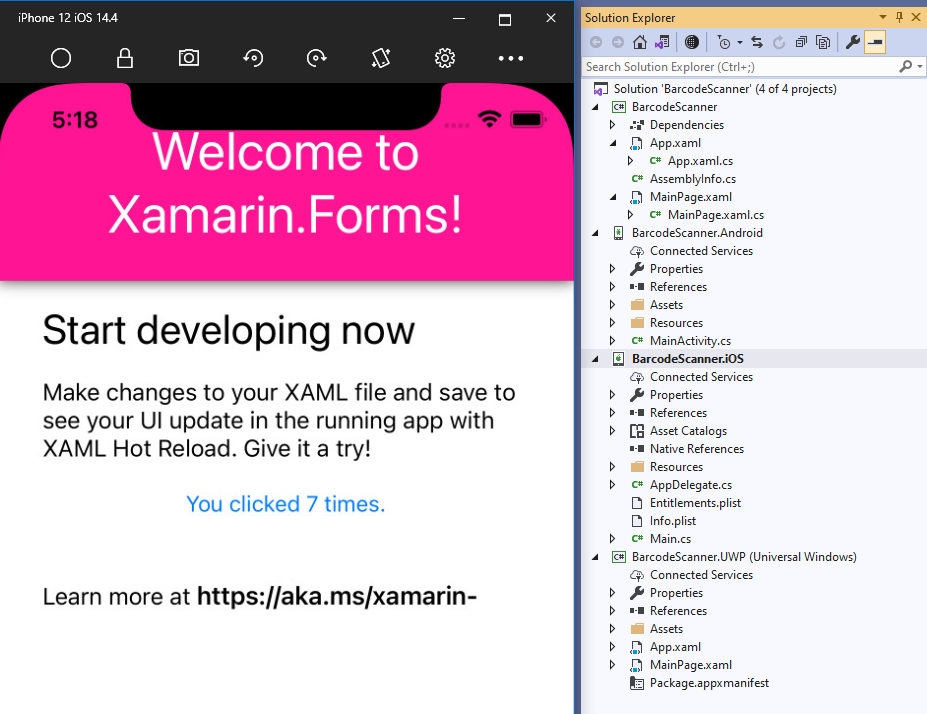 iPhone 12 iOS 14.4
5:18
Welcome to
Xamarin.Forms!
Start developing now
Make changes to your XAML file and save to
see your UI update in the running app with
XAML Hot Reload. Give it a try!
You clicked 7 times.
Learn more at https://aka.ms/xamarin-
Solution Explorer
Search Solution Explorer (Ctrl+;)
Solution 'BarcodeScanner' (4 of 4 projects)
C# BarcodeScanner
Dependencies
App.xaml
C# App.xaml.cs
C# AssemblyInfo.cs
MainPage.xaml
C# MainPage.xaml.cs
BarcodeScanner.Android
Connected Services
Properties
References
Assets
Resources
C# MainActivity.cs
BarcodeScanner.iOS
Connected Services
Properties
References
Asset Catalogs
Native References
Resources
C# AppDelegate.cs
Entitlements.plist
Info.plist
C# Main.cs
C# BarcodeScanner.UWP (Universal Windows)
Connected Services
Properties
References
Assets
App.xaml
MainPage.xaml
Package.appxmanifest